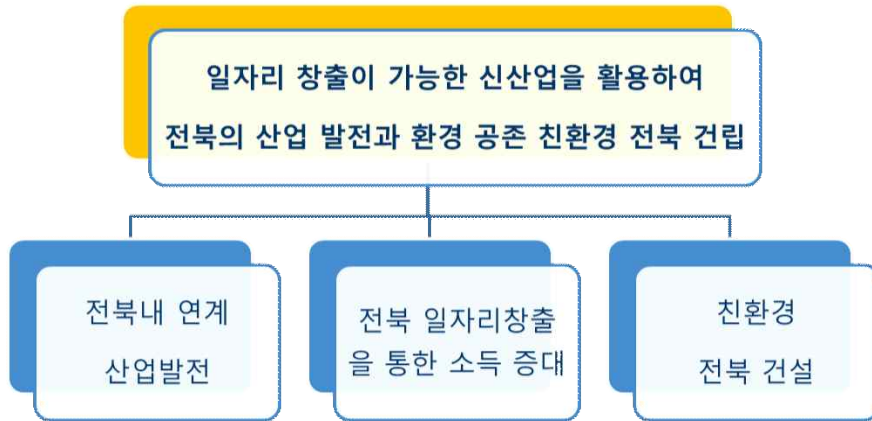 일자리 창출이 가능한 신산업을 활용하여
전북의 산업 발전과 환경 공존 친환경 전북 건립
전북내 연계
산업발전
전북 일자리창출
을 통한 소득 증대
친환경
전북 건설